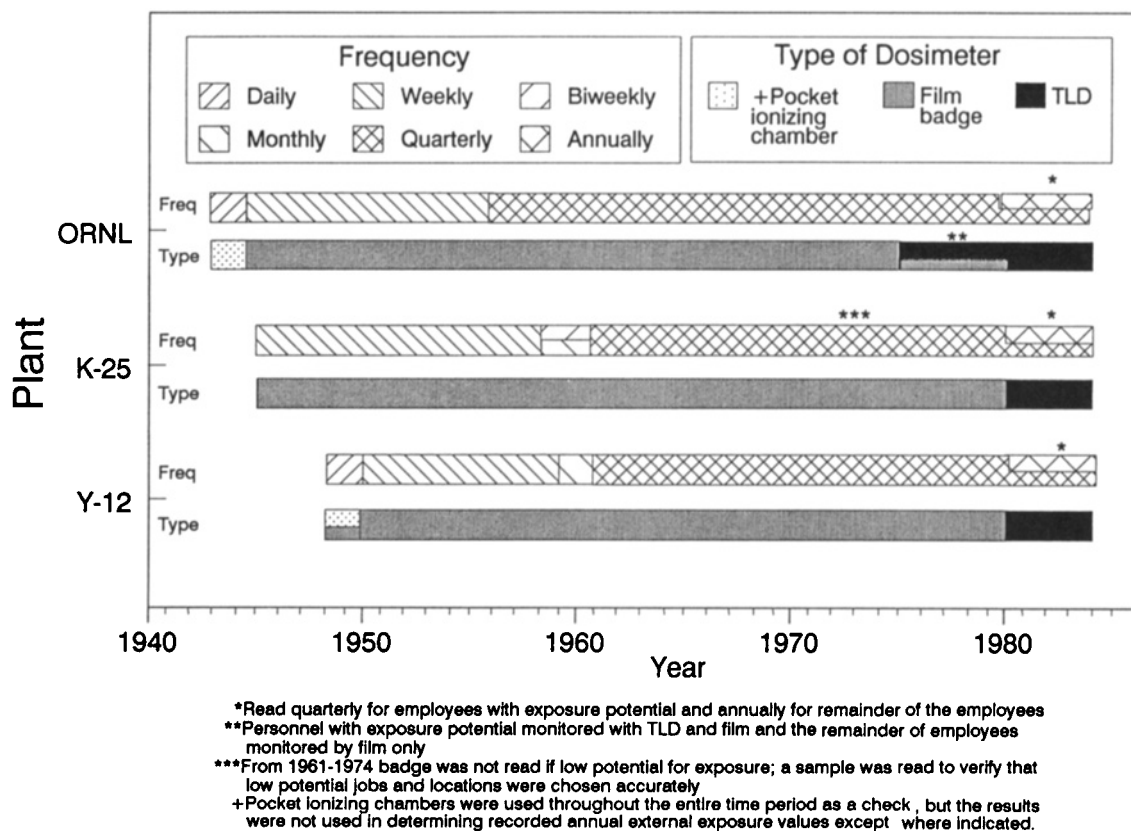 Frequency
Daily
Weekly
Biweekly
Monthly
Quarterly
Annually
Type of Dosimeter
+Pocket
ionizing
chamber
Film
badge
TLD
Plant
ORNL
Freq
*
Type
**
K-25
Freq
***
*
Type
Y-12
Freq
*
Type
1940
1950
1960
1970
1980
Year
*Read quarterly for employees with exposure potential and annually for remainder of the employees
**Personnel with exposure potential monitored with TLD and film and the remainder of employees
monitored by film only
***From 1961-1974 badge was not read if low potential for exposure; a sample was read to verify that
low potential jobs and locations were chosen accurately
+Pocket ionizing chambers were used throughout the entire time period as a check , but the results
were not used in determining recorded annual external exposure values except where indicated.